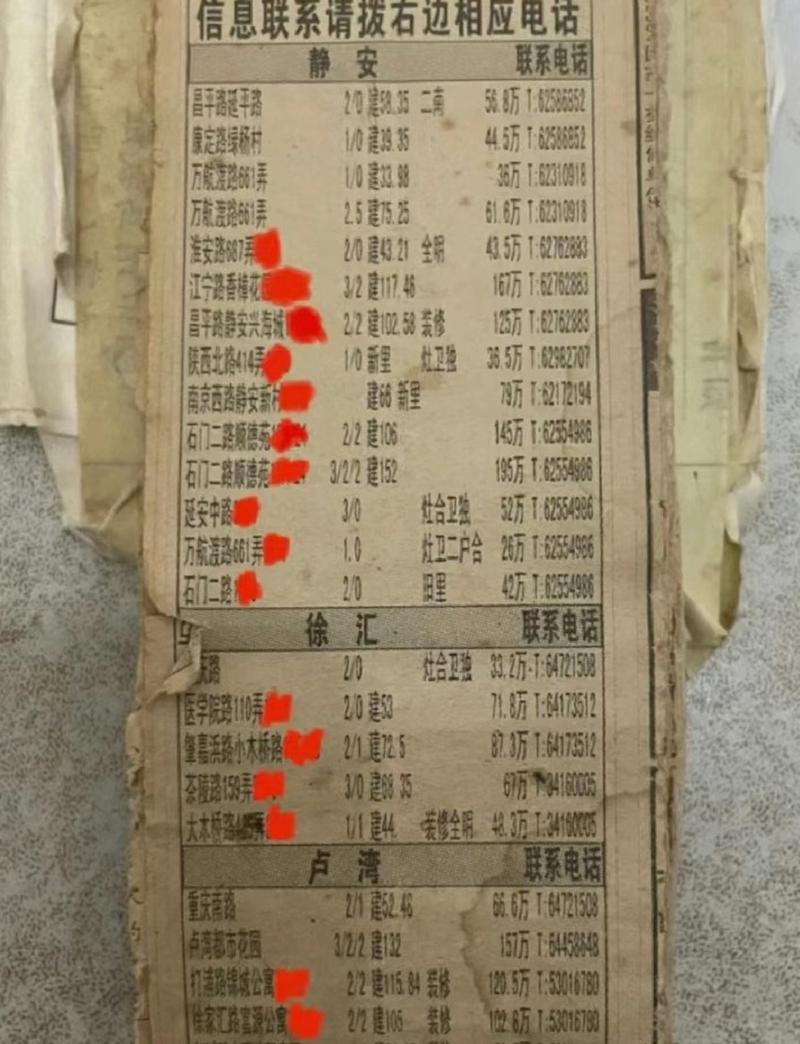 信息联系请拨右边相应电话
静 安 联系电话
昌平路延平路 2/0 建58.35 二南 56.8万 T:62586852
康定路绿杨村 1/0 建39.35 44.5万 T:62586852
万航渡路661弄 1/0 建33.98 36万 T:62310918
万航渡路661弄 2.5 建75.25 61.6万 T:62310918
淮安路687弄 2/0 建43.21 全明 43.5万 T:62762883
江宁路香樟花 3/2 建117.46 167万 T:62762883
昌平路静安兴海城 2/2 建102.58 装修 125万 T:62762883
陕西北路414弄 1/0 新里 灶卫独 36.5万 T:62982707
南京西路静安新村 建66 新里 79万 T:62172194
石门二路顺德苑 2/2 建106 145万 T:62554986
石门二路顺德苑 3/2/2 建152 195万 T:62554986
延安中路 3/0 灶合卫独 52万 T:62554986
万航渡路661弄 1.0 灶卫二户合 26万 T:62554986
石门二路 2/0 旧里 42万 T:62554986
徐 汇 联系电话
庆路 2/0 灶合卫独 33.2万 T:64721508
医学院路110弄 2/0 建53 71.8万 T:64173512
肇嘉浜路小木桥路 2/1 建72.5 87.3万 T:64173512
茶陵路159弄 3/0 建68.35 67万 T:34160005
大木桥路 1/1 建44. 装修全明 48.3万 T:34160005
卢 湾 联系电话
重庆南路 2/1 建52.46 66.6万 T:64721508
卢湾都市花园 3/2/2 建132 157万 T:64458648
打浦路锦城公寓 2/2 建115.84 装修 120.5万 T:53016780
徐家汇路富源公寓 2/2 建105 装修 102.6万 T:53016780